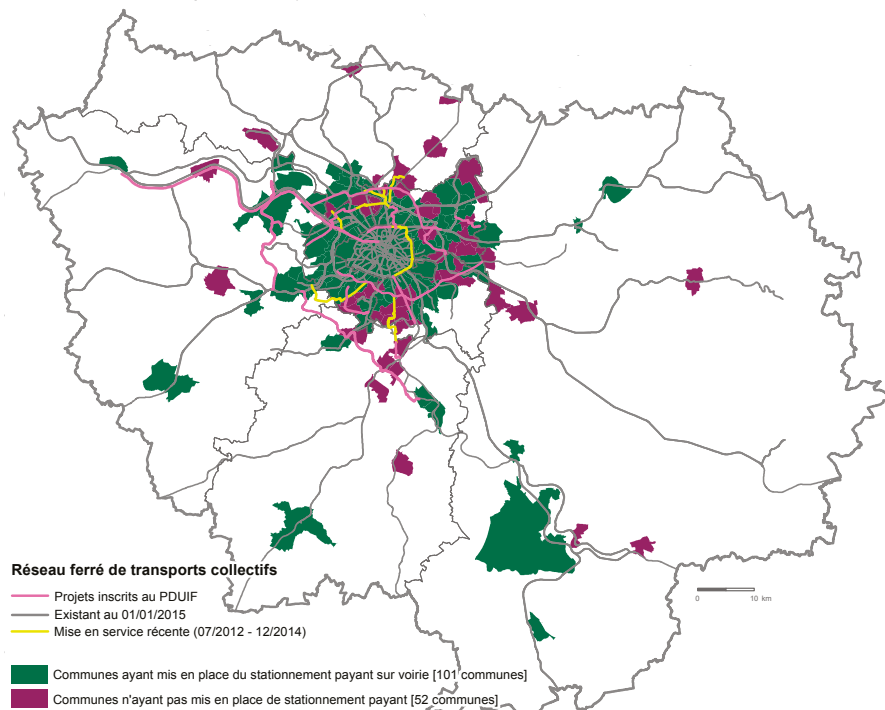 Réseau ferré de transports collectifs
Projets inscrits au PDUIF
Existant au 01/01/2015
Mise en service récente (07/2012 - 12/2014)
0 10 km
Communes ayant mis en place du stationnement payant sur voirie [101 communes]
Communes n'ayant pas mis en place de stationnement payant [52 communes]